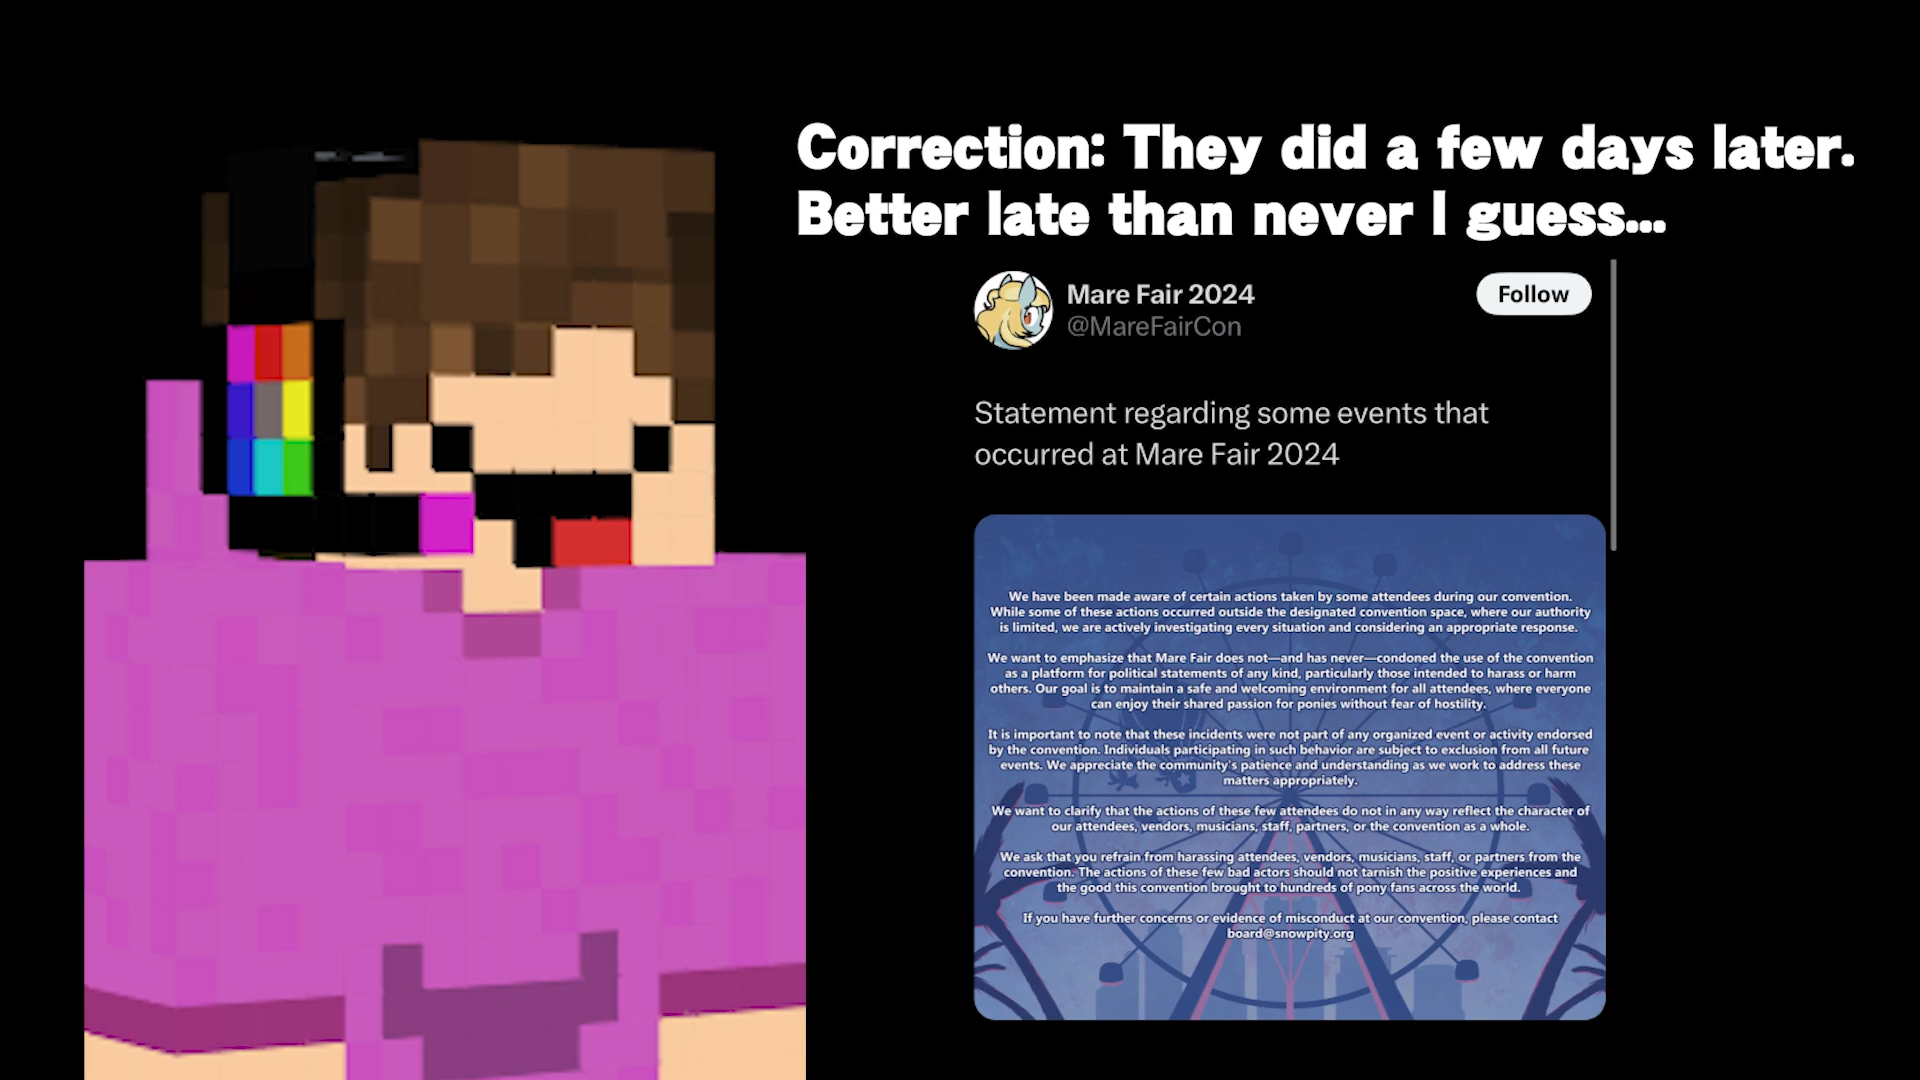 Correction: They did a few days later.
Better late than never I guess...
Mare Fair 2024
@MareFairCon
Follow
Statement regarding some events that
occurred at Mare Fair 2024
We have been made aware of certain actions taken by some attendees during our convention.
While some of these actions occurred outside the designated convention space, where our authority
is limited, we are actively investigating every situation and considering an appropriate response.
We want to emphasize that Mare Fair does not—and has never—condoned the use of the convention
as a platform for political statements of any kind, particularly those intended to harass or harm
others. Our goal is to maintain a safe and welcoming environment for all attendees, where everyone
can enjoy their shared passion for ponies without fear of hostility.
It is important to note that these incidents were not part of any organized event or activity endorsed
by the convention. Individuals participating in such behavior are subject to exclusion from all future
events. We appreciate the community's patience and understanding as we work to address these
matters appropriately.
We want to clarify that the actions of these few attendees do not in any way reflect the character of
our attendees, vendors, musicians, staff, partners, or the convention as a whole.
We ask that you refrain from harassing attendees, vendors, musicians, staff, or partners from the
convention. The actions of these few bad actors should not tarnish the positive experiences and
the good this convention brought to hundreds of pony fans across the world.
If you have further concerns or evidence of misconduct at our convention, please contact
board@snowpity.org